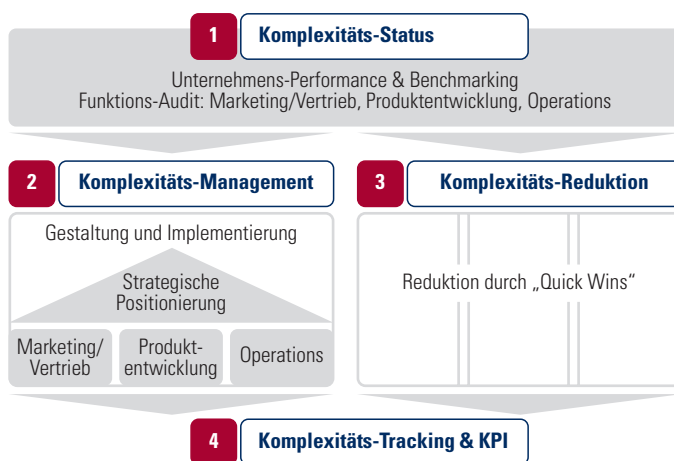 1 Komplexitäts-Status
Unternehmens-Performance & Benchmarking
Funktions-Audit: Marketing/Vertrieb, Produktentwicklung, Operations
2 Komplexitäts-Management
Gestaltung und Implementierung
Strategische
Positionierung
Marketing/
Vertrieb
Produkt-
entwicklung
Operations
3 Komplexitäts-Reduktion
Reduktion durch „Quick Wins“
4 Komplexitäts-Tracking & KPI